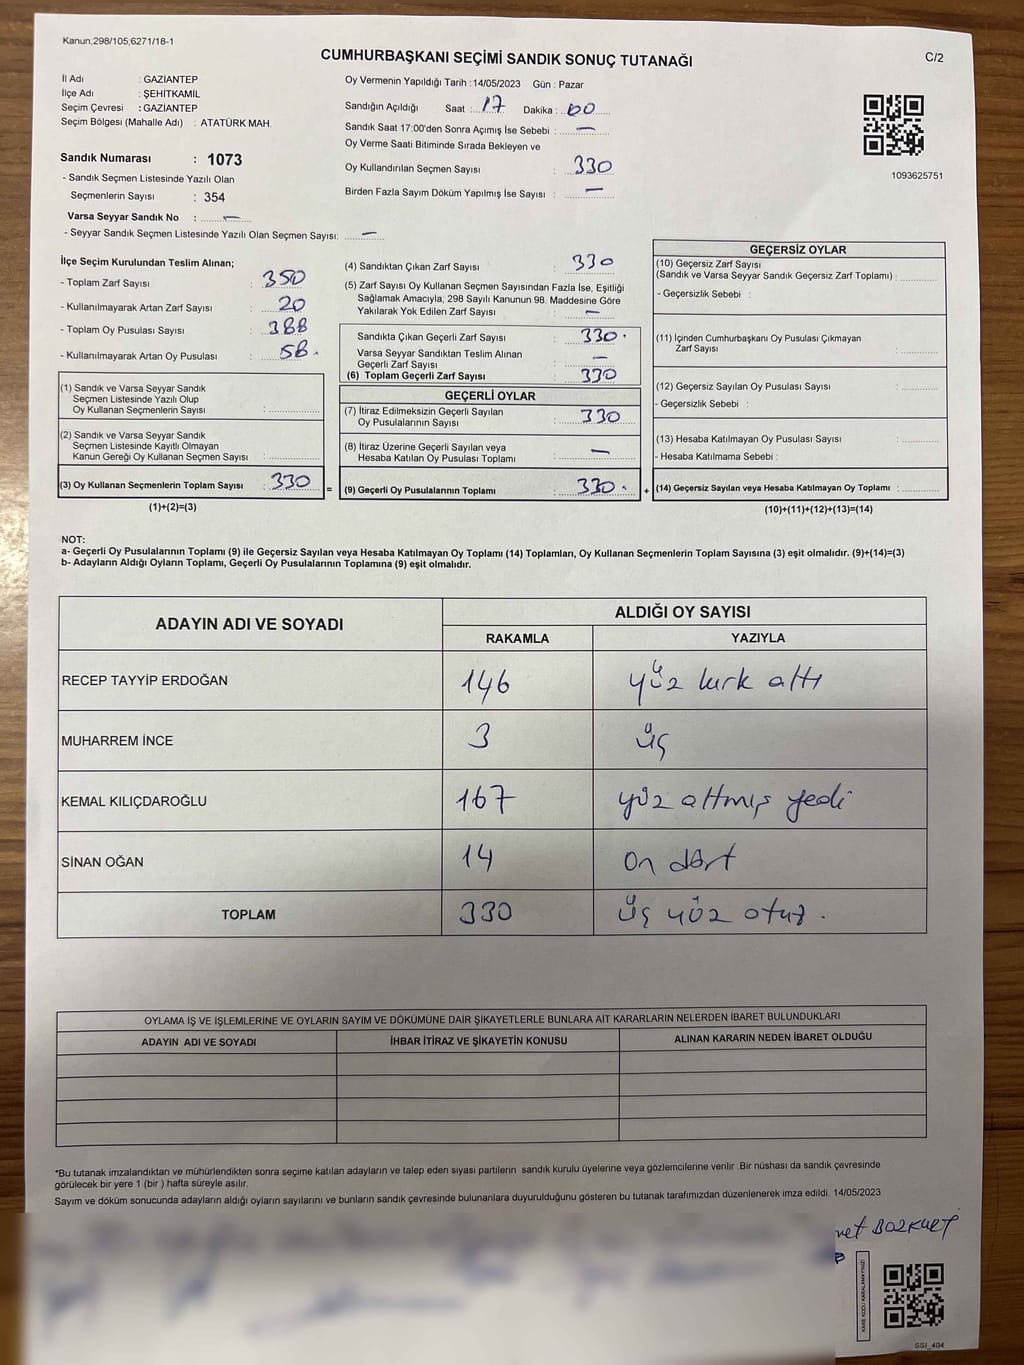 Kanun;298/105;6271/18-1
CUMHURBAŞKANI SEÇİMİ SANDIK SONUÇ TUTANAĞI
C/2
İl Adı : GAZİANTEP
İlçe Adı : ŞEHİTKAMİL
Seçim Çevresi : GAZİANTEP
Seçim Bölgesi (Mahalle Adı) : ATATÜRK MAH.
Oy Vermenin Yapıldığı Tarih : 14/05/2023 Gün : Pazar
Sandığın Açıldığı Saat : 17 Dakika : 00
Sandık Saat 17:00'den Sonra Açımış İse Sebebi : —
Oy Verme Saati Bitiminde Sırada Bekleyen ve
Oy Kullandırılan Seçmen Sayısı : 330
Birden Fazla Sayım Döküm Yapılmış İse Sayısı : —
1093625751
Sandık Numarası : 1073
- Sandık Seçmen Listesinde Yazılı Olan
Seçmenlerin Sayısı : 354
Varsa Seyyar Sandık No : —
- Seyyar Sandık Seçmen Listesinde Yazılı Olan Seçmen Sayısı: —
İlçe Seçim Kurulundan Teslim Alınan;
- Toplam Zarf Sayısı : 350
- Kullanılmayarak Artan Zarf Sayısı : 20
- Toplam Oy Pusulası Sayısı : 388
- Kullanılmayarak Artan Oy Pusulası : 58.
(1) Sandık ve Varsa Seyyar Sandık
Seçmen Listesinde Yazılı Olup
Oy Kullanan Seçmenlerin Sayısı :
(2) Sandık ve Varsa Seyyar Sandık
Seçmen Listesinde Kayıtlı Olmayan
Kanun Gereği Oy Kullanan Seçmen Sayısı :
(3) Oy Kullanan Seçmenlerin Toplam Sayısı : 330 =
(1)+(2)=(3)
(4) Sandıktan Çıkan Zarf Sayısı : 330
(5) Zarf Sayısı Oy Kullanan Seçmen Sayısından Fazla İse, Eşitliği
Sağlamak Amacıyla; 298 Sayılı Kanunun 98. Maddesine Göre
Yakılarak Yok Edilen Zarf Sayısı : —
Sandıkta Çıkan Geçerli Zarf Sayısı : 330.
Varsa Seyyar Sandıktan Teslim Alınan
Geçerli Zarf Sayısı : —
(6) Toplam Geçerli Zarf Sayısı : 330
GEÇERLİ OYLAR
(7) İtiraz Edilmeksizin Geçerli Sayılan
Oy Pusulalarının Sayısı : 330
(8) İtiraz Üzerine Geçerli Sayılan veya
Hesaba Katılan Oy Pusulası Toplamı : —
(9) Geçerli Oy Pusulalarının Toplamı : 330. +
GEÇERSİZ OYLAR
(10) Geçersiz Zarf Sayısı
(Sandık ve Varsa Seyyar Sandık Geçersiz Zarf Toplamı) :
- Geçersizlik Sebebi :
(11) İçinden Cumhurbaşkanı Oy Pusulası Çıkmayan
Zarf Sayısı :
(12) Geçersiz Sayılan Oy Pusulası Sayısı :
- Geçersizlik Sebebi :
(13) Hesaba Katılmayan Oy Pusulası Sayısı :
- Hesaba Katılmama Sebebi :
(14) Geçersiz Sayılan veya Hesaba Katılmayan Oy Toplamı :
(10)+(11)+(12)+(13)=(14)
NOT:
a- Geçerli Oy Pusulalarının Toplamı (9) ile Geçersiz Sayılan veya Hesaba Katılmayan Oy Toplamı (14) Toplamları, Oy Kullanan Seçmenlerin Toplam Sayısına (3) eşit olmalıdır. (9)+(14)=(3)
b- Adayların Aldığı Oyların Toplamı, Geçerli Oy Pusulalarının Toplamına (9) eşit olmalıdır.
ADAYIN ADI VE SOYADI
ALDIĞI OY SAYISI
RAKAMLA YAZIYLA
RECEP TAYYİP ERDOĞAN 146 yüz kırk altı
MUHARREM İNCE 3 üç
KEMAL KILIÇDAROĞLU 167 yüz altmış yedi
SİNAN OĞAN 14 on dört
TOPLAM 330 üç yüz otuz.
OYLAMA İŞ VE İŞLEMLERİNE VE OYLARIN SAYIM VE DÖKÜMÜNE DAİR ŞİKAYETLERLE BUNLARA AİT KARARLARIN NELERDEN İBARET BULUNDUKLARI
ADAYIN ADI VE SOYADI İHBAR İTİRAZ VE ŞİKAYETİN KONUSU ALINAN KARARIN NEDEN İBARET OLDUĞU
*Bu tutanak imzalandıktan ve mühürlendikten sonra seçime katılan adayların ve talep eden siyasi partilerin sandık kurulu üyelerine veya gözlemcilerine verilir .Bir nüshası da sandık çevresinde
görülecek bir yere 1 (bir ) hafta süreyle asılır.
Sayım ve döküm sonucunda adayların aldığı oyların sayılarını ve bunların sandık çevresinde bulunanlara duyurulduğunu gösteren bu tutanak tarafımızdan düzenlenerek imza edildi. 14/05/2023
BOZKURT
KARE KODU KARALAMAYINIZ!
SSI_404